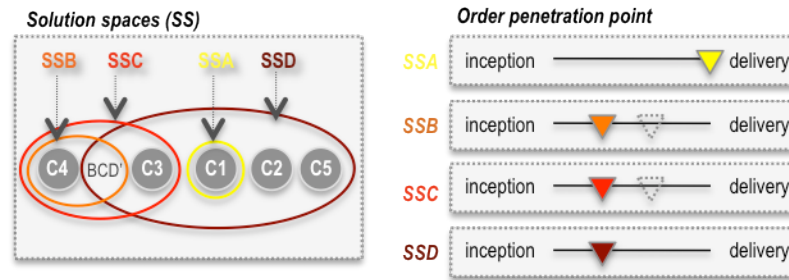 Solution spaces (SS)
SSB SSC SSA SSD
C4 BCD' C3 C1 C2 C5
Order penetration point
SSA inception delivery
SSB inception delivery
SSC inception delivery
SSD inception delivery